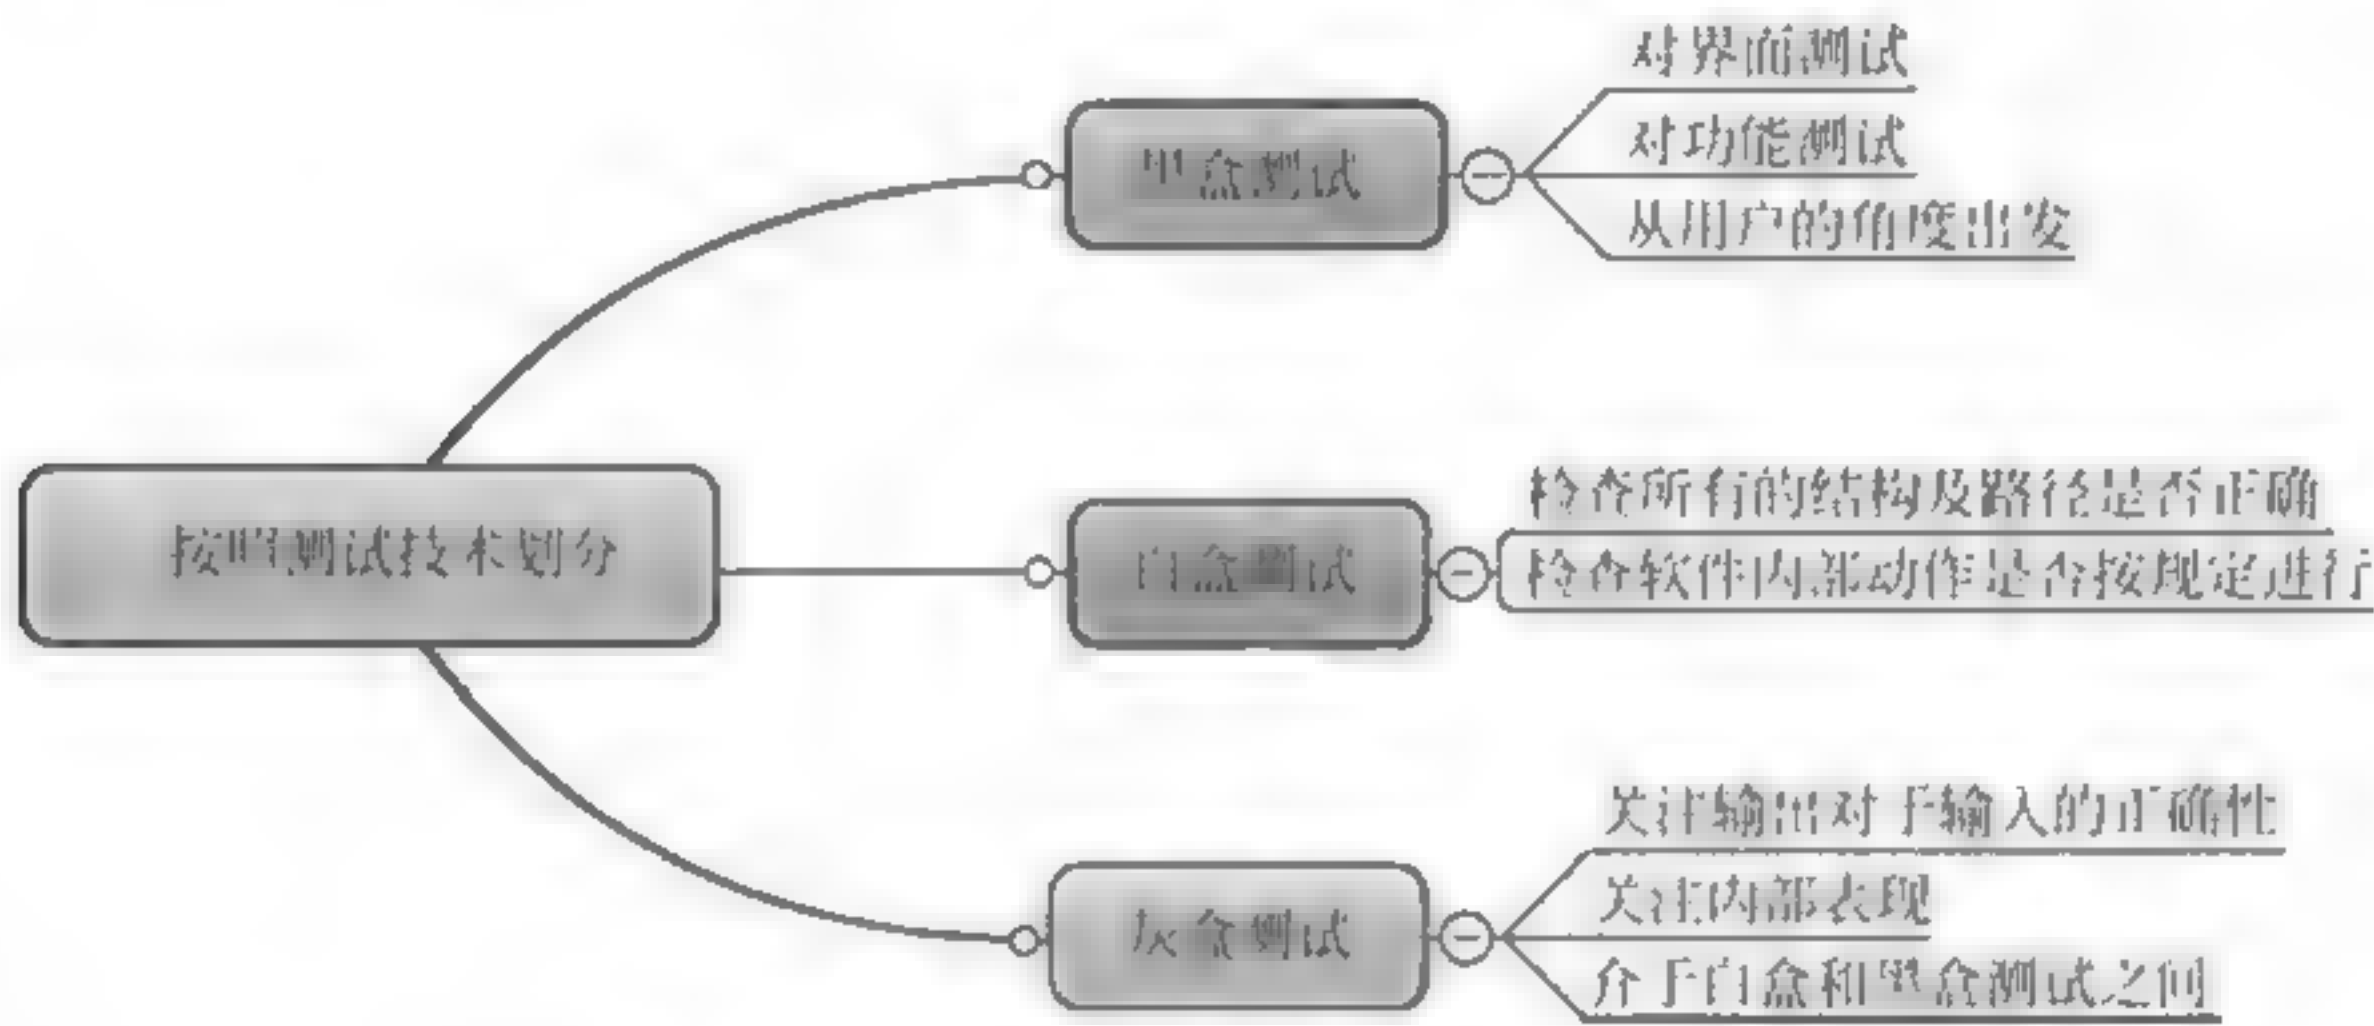 对界面测试
对功能测试
从用户的角度出发
黑盒测试
按照测试技术划分
检查所有的结构及路径是否正确
检查软件内部动作是否按规定进行
白盒测试
关注输出对于输入的正确性
关注内部表现
介于白盒和黑盒测试之间
灰盒测试